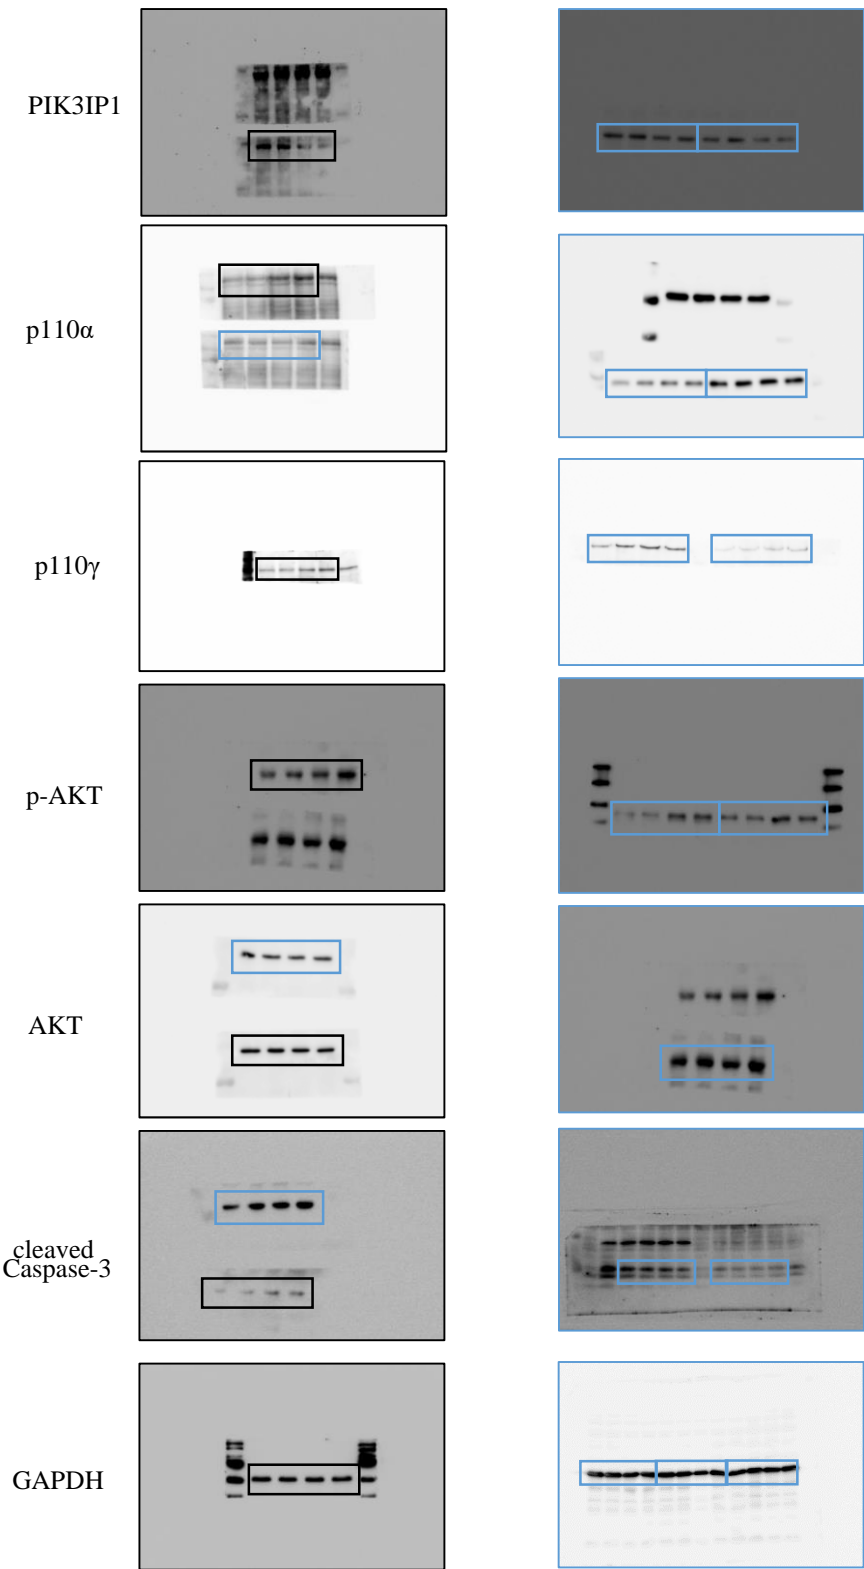 PIK3IP1
p110α
p110γ
p-AKT
AKT
cleaved
Caspase-3
GAPDH